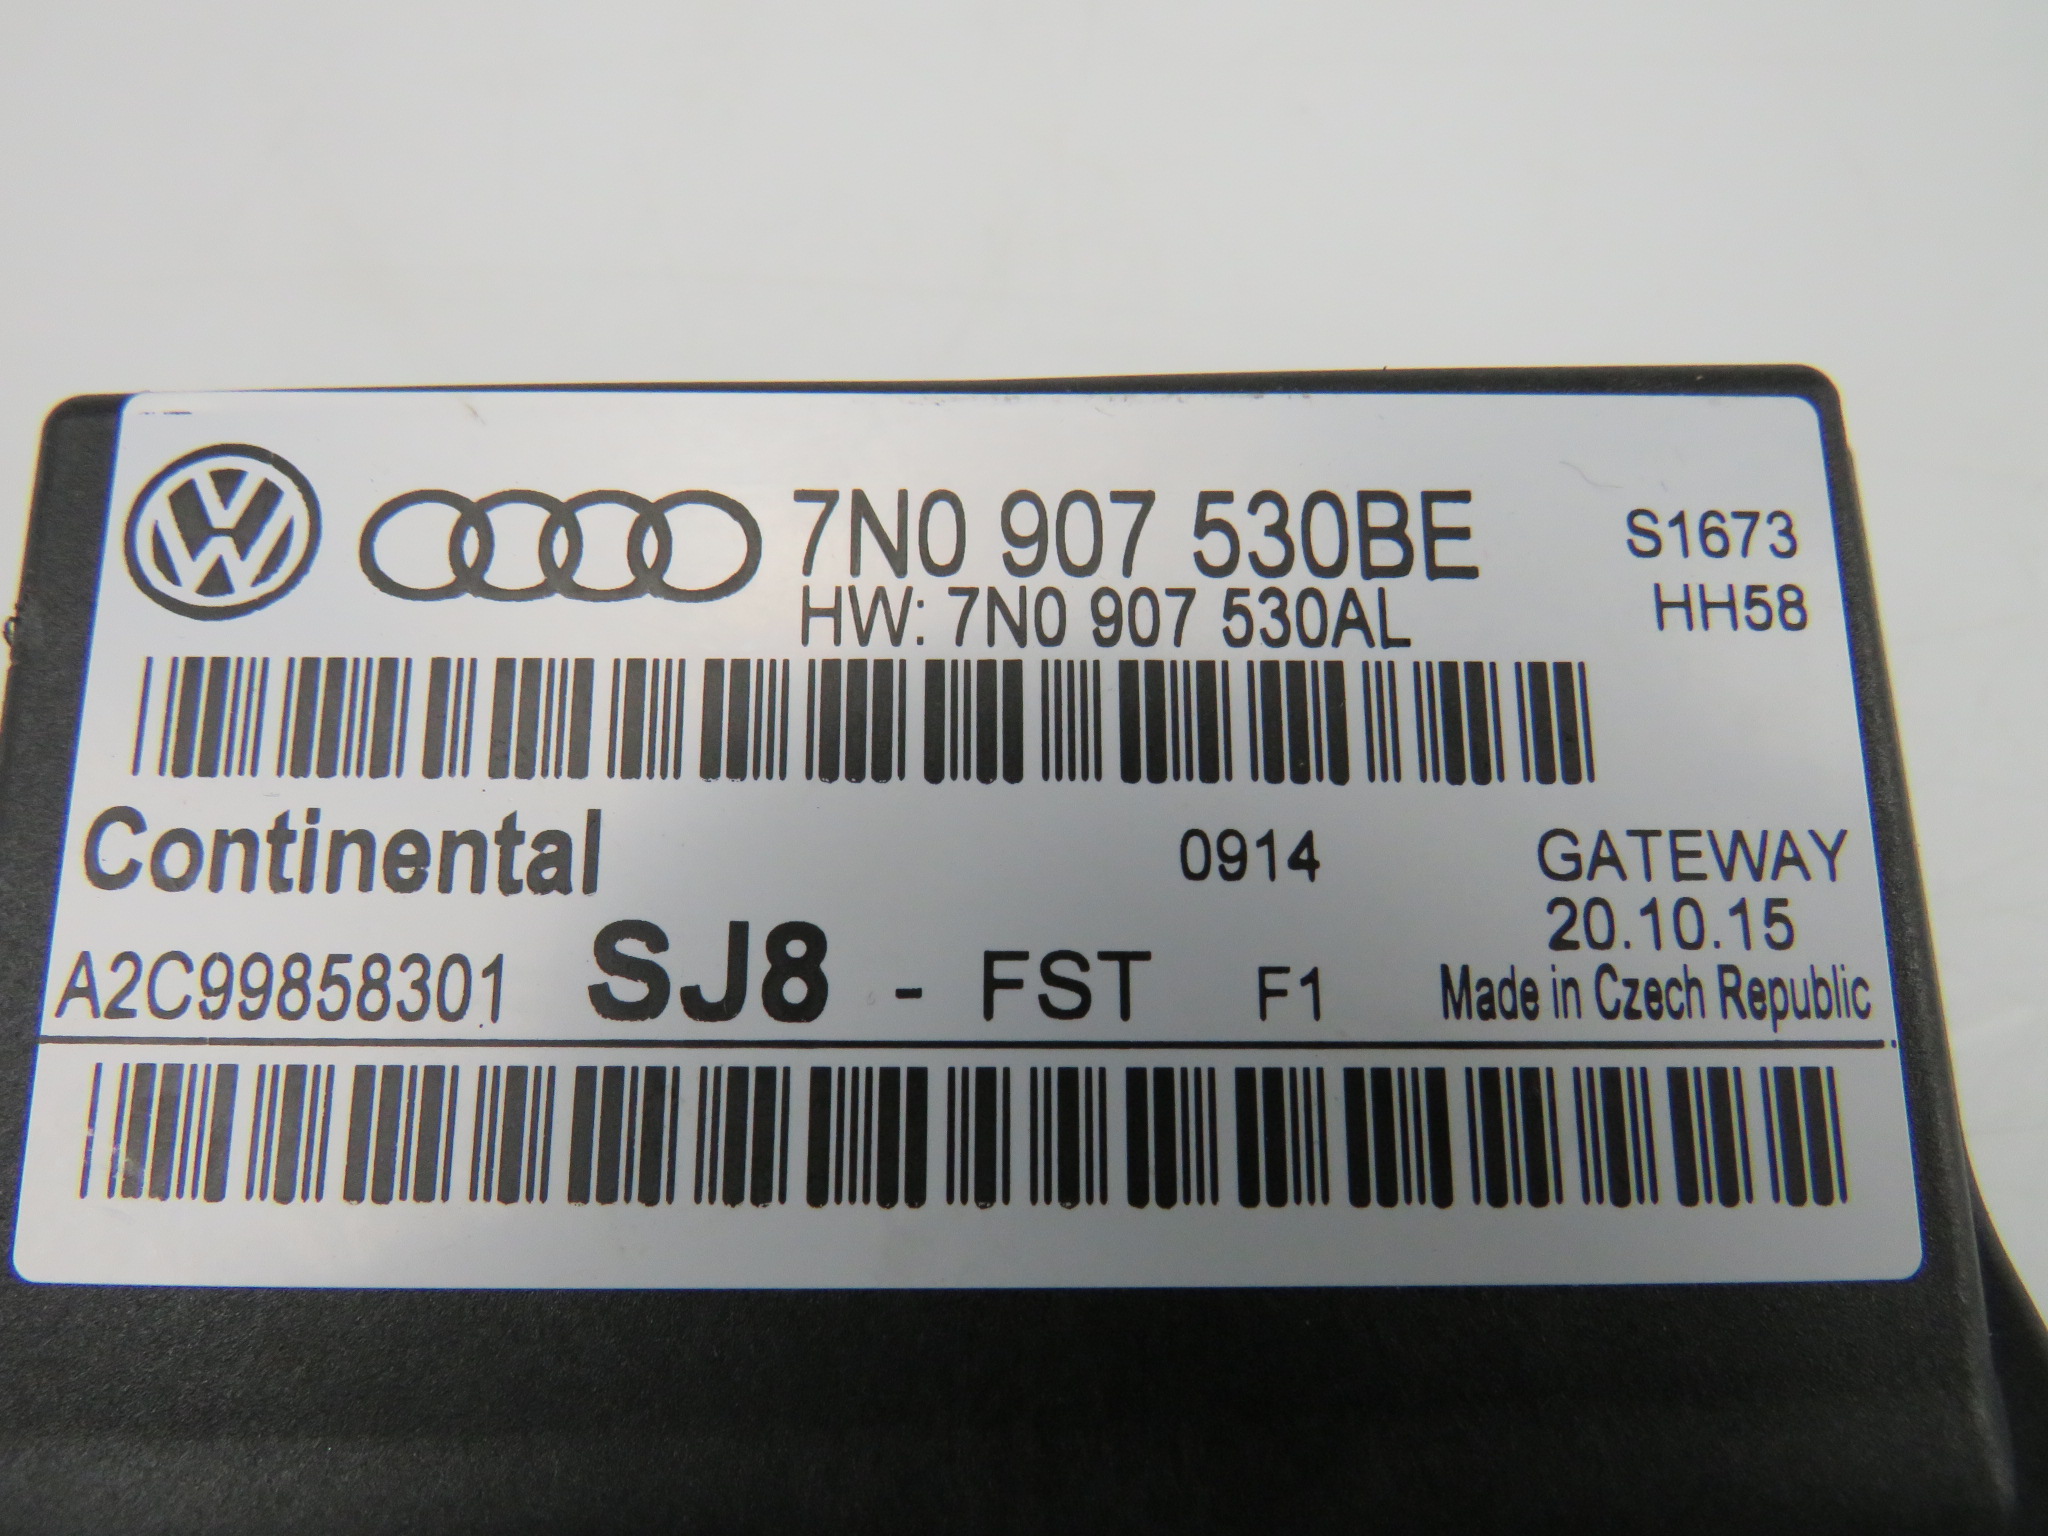 7N0 907 530BE S1673
HW: 7N0 907 530AL HH58
Continental 0914 GATEWAY
20.10.15
A2C99858301 SJ8 - FST F1 Made in Czech Republic